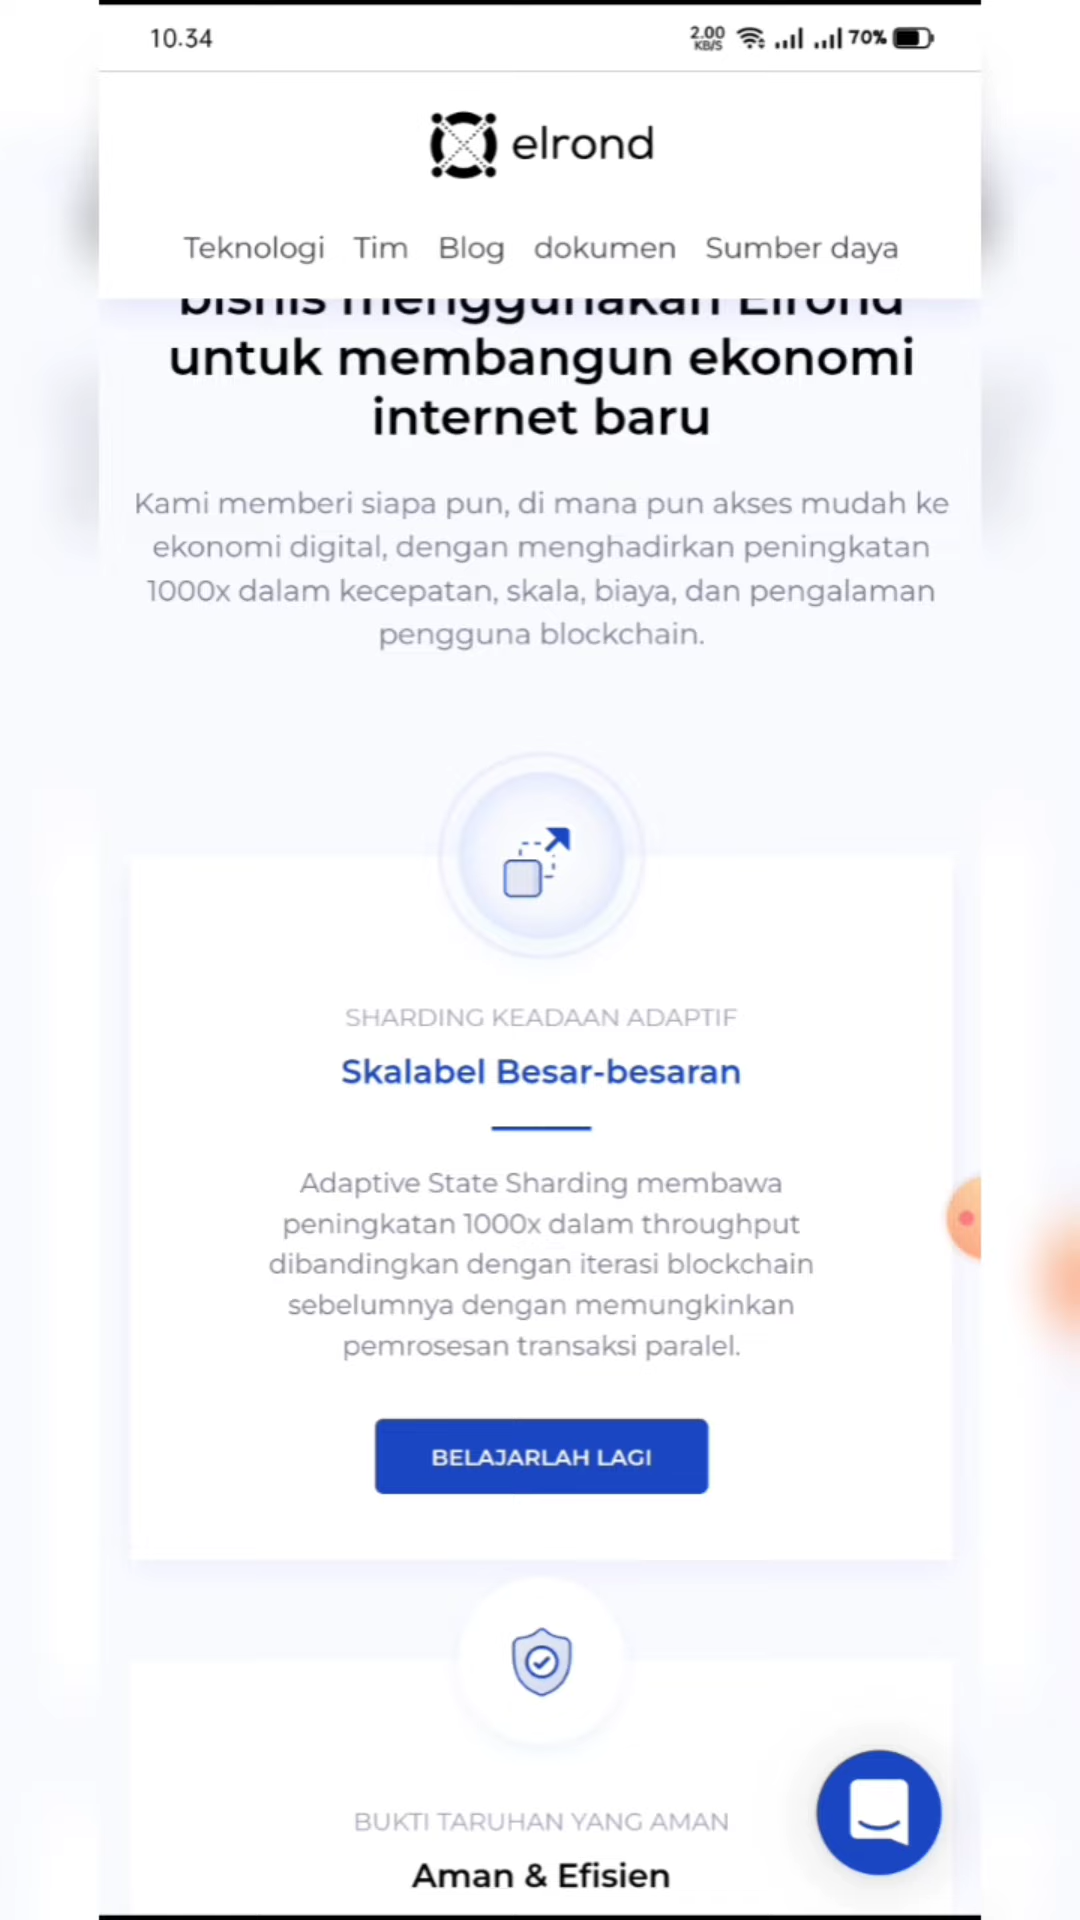 10.34
2.00
KB/S
70%
elrond
Teknologi Tim Blog dokumen Sumber daya
bisnis menggunakan Elrond
untuk membangun ekonomi
internet baru
Kami memberi siapa pun, di mana pun akses mudah ke
ekonomi digital, dengan menghadirkan peningkatan
1000x dalam kecepatan, skala, biaya, dan pengalaman
pengguna blockchain.
SHARDING KEADAAN ADAPTIF
Skalabel Besar-besaran
Adaptive State Sharding membawa
peningkatan 1000x dalam throughput
dibandingkan dengan iterasi blockchain
sebelumnya dengan memungkinkan
pemrosesan transaksi paralel.
BELAJARLAH LAGI
BUKTI TARUHAN YANG AMAN
Aman & Efisien